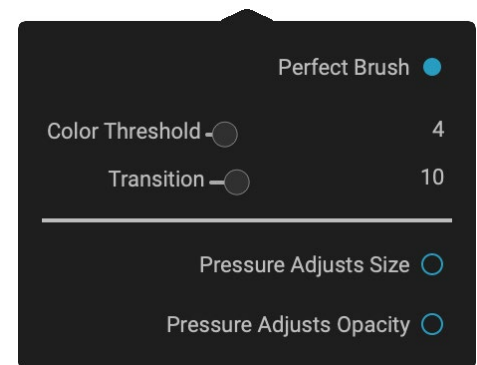 Perfect Brush
Color Threshold 4
Transition 10
Pressure Adjusts Size
Pressure Adjusts Opacity